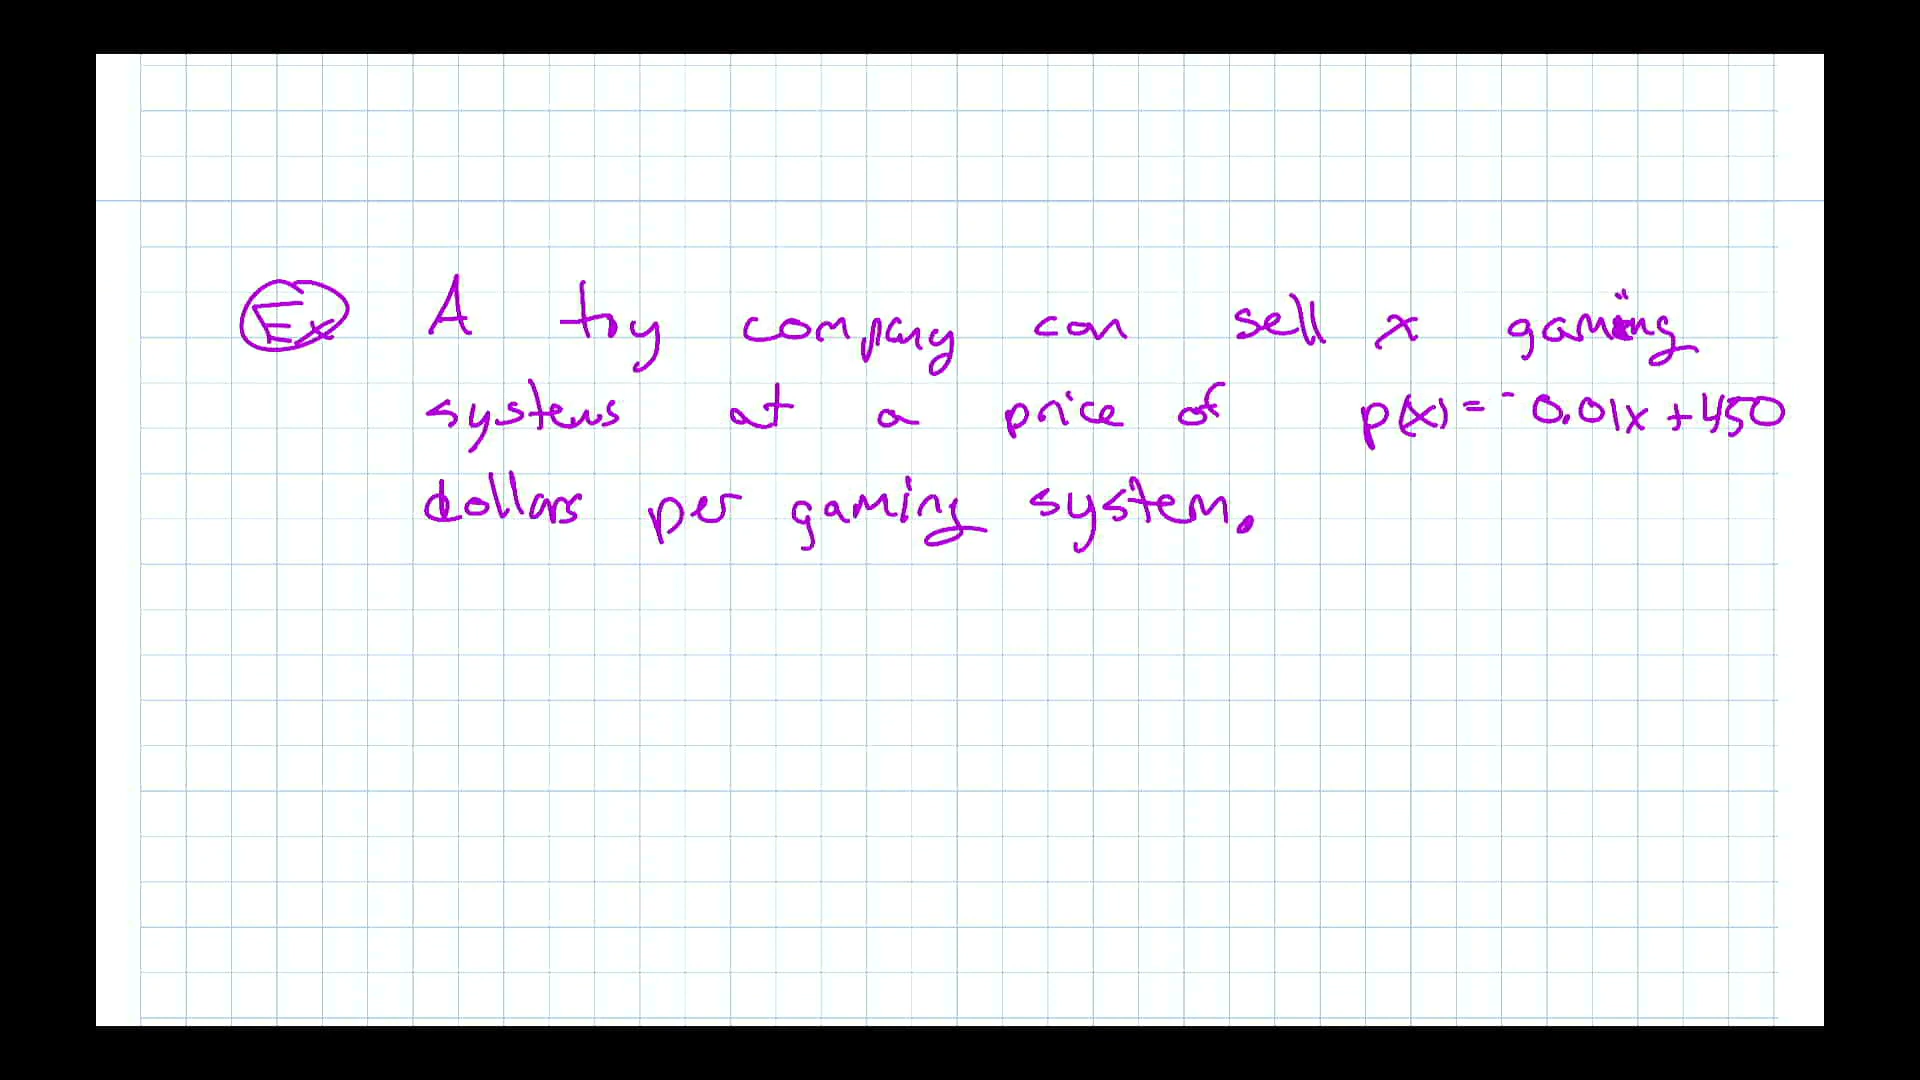 Ex A toy company can sell x gaming
systems at a price of p(x) = -0.01x + 450
dollars per gaming system.